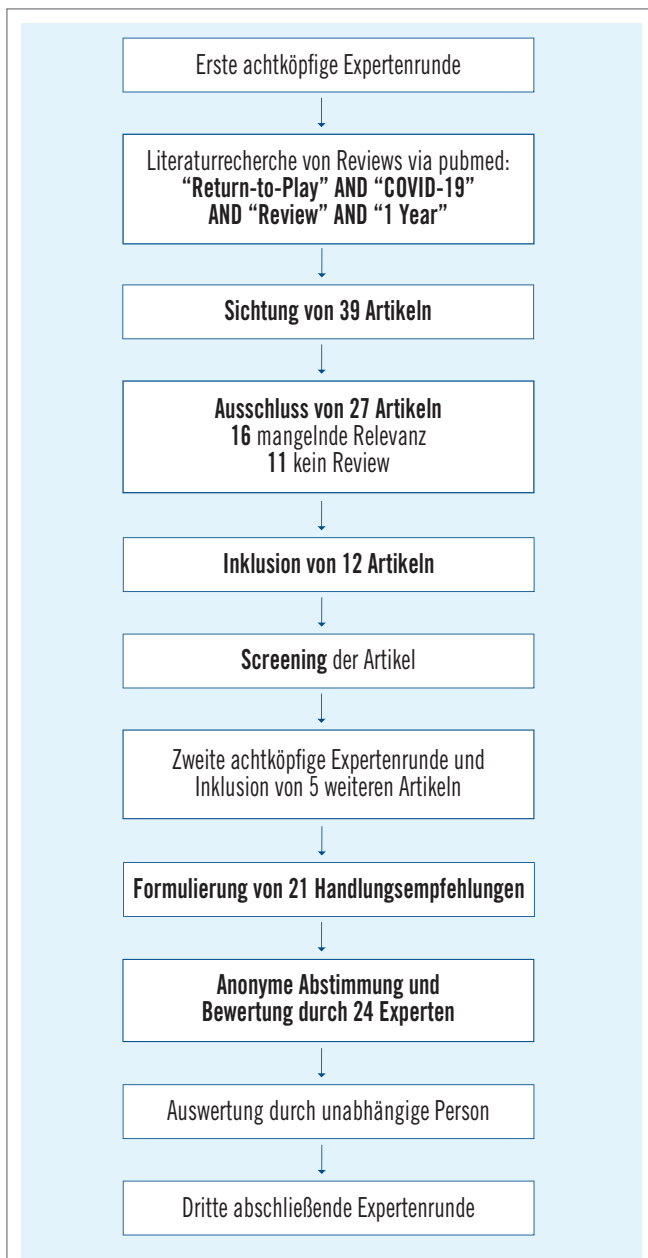 Erste achtköpfige Expertenrunde
Literaturrecherche von Reviews via pubmed:
“Return-to-Play” AND “COVID-19”
AND “Review” AND “1 Year”
Sichtung von 39 Artikeln
Ausschluss von 27 Artikeln
16 mangelnde Relevanz
11 kein Review
Inklusion von 12 Artikeln
Screening der Artikel
Zweite achtköpfige Expertenrunde und
Inklusion von 5 weiteren Artikeln
Formulierung von 21 Handlungsempfehlungen
Anonyme Abstimmung und
Bewertung durch 24 Experten
Auswertung durch unabhängige Person
Dritte abschließende Expertenrunde